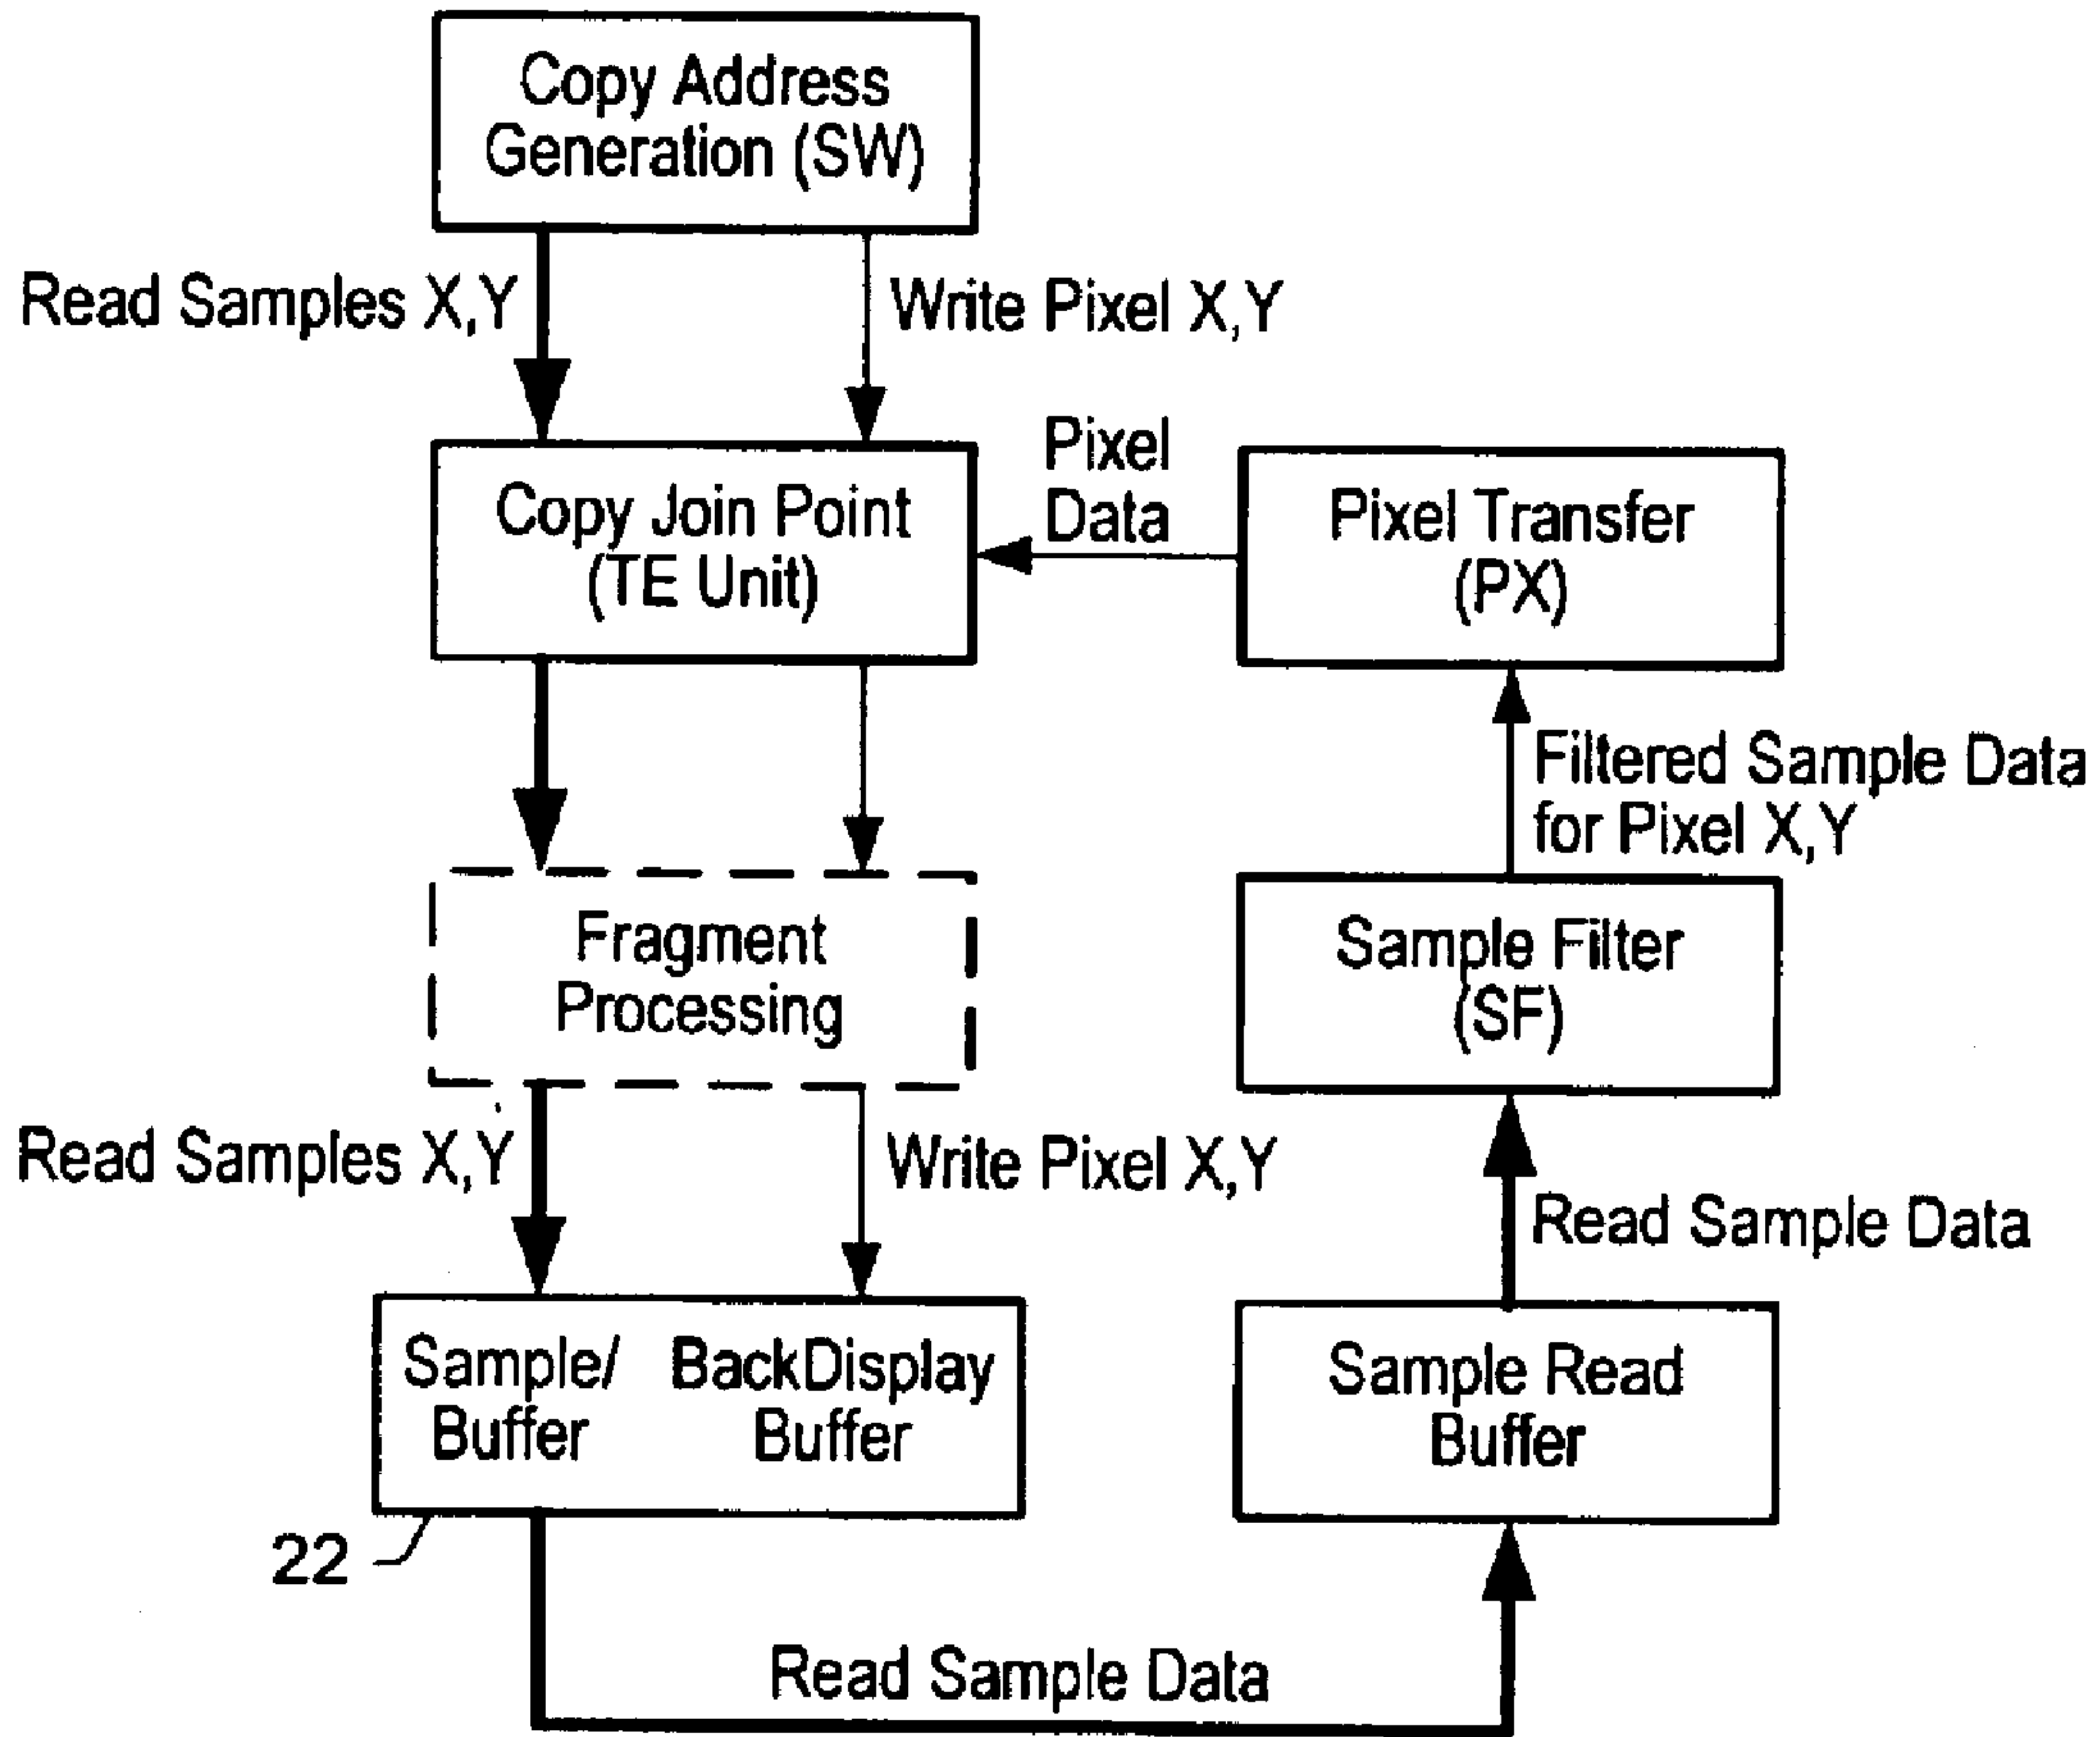 Copy Address
Generation (SW)
Read Samples X,Y
Write Pixel X,Y
Copy Join Point
(TE Unit)
Pixel
Data
Pixel Transfer
(PX)
Filtered Sample Data
for Pixel X,Y
Fragment
Processing
Sample Filter
(SF)
Read Samples X,Y
Write Pixel X,Y
Read Sample Data
Sample/
Buffer
BackDisplay
Buffer
Sample Read
Buffer
22
Read Sample Data